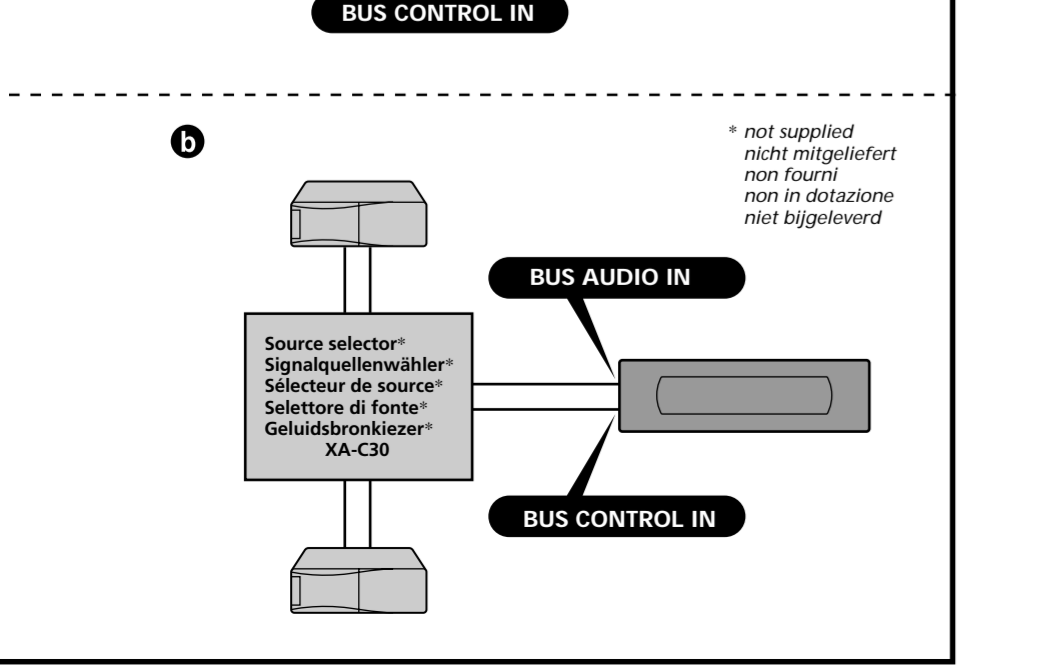 BUS CONTROL IN
b
* not supplied
nicht mitgeliefert
non fourni
non in dotazione
niet bijgeleverd
BUS AUDIO IN
Source selector*
Signalquellenwähler*
Sélecteur de source*
Selettore di fonte*
Geluidsbronkiezer*
XA-C30
BUS CONTROL IN